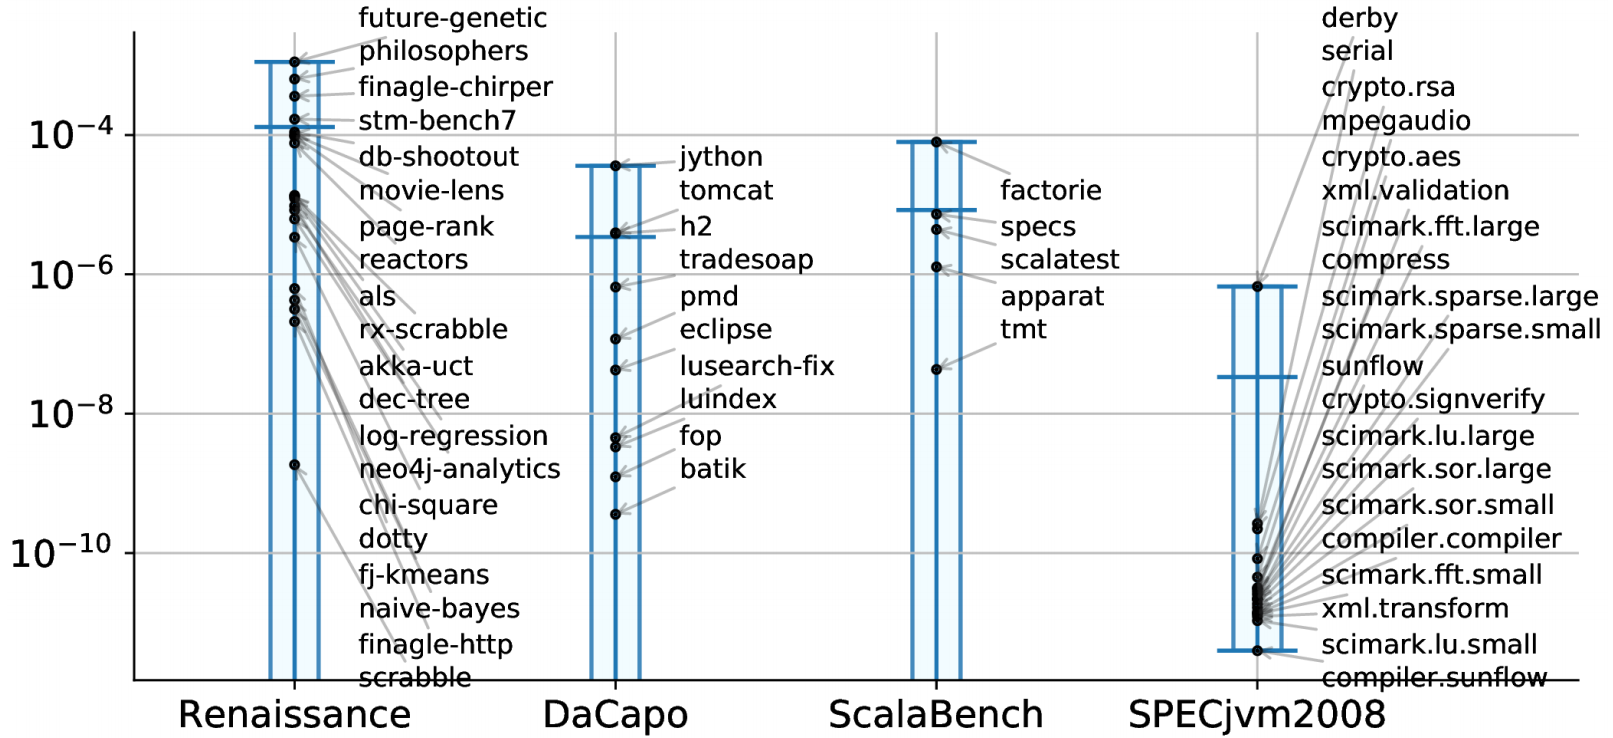 10−4
10−6
10−8
10−10
future-genetic
philosophers
finagle-chirper
stm-bench7
db-shootout
movie-lens
page-rank
reactors
als
rx-scrabble
akka-uct
dec-tree
log-regression
neo4j-analytics
chi-square
dotty
fj-kmeans
naive-bayes
finagle-http
scrabble
jython
tomcat
h2
tradesoap
pmd
eclipse
lusearch-fix
luindex
fop
batik
factorie
specs
scalatest
apparat
tmt
derby
serial
crypto.rsa
mpegaudio
crypto.aes
xml.validation
scimark.fft.large
compress
scimark.sparse.large
scimark.sparse.small
sunflow
crypto.signverify
scimark.lu.large
scimark.sor.large
scimark.sor.small
compiler.compiler
scimark.fft.small
xml.transform
scimark.lu.small
compiler.sunflow
Renaissance
DaCapo
ScalaBench
SPECjvm2008